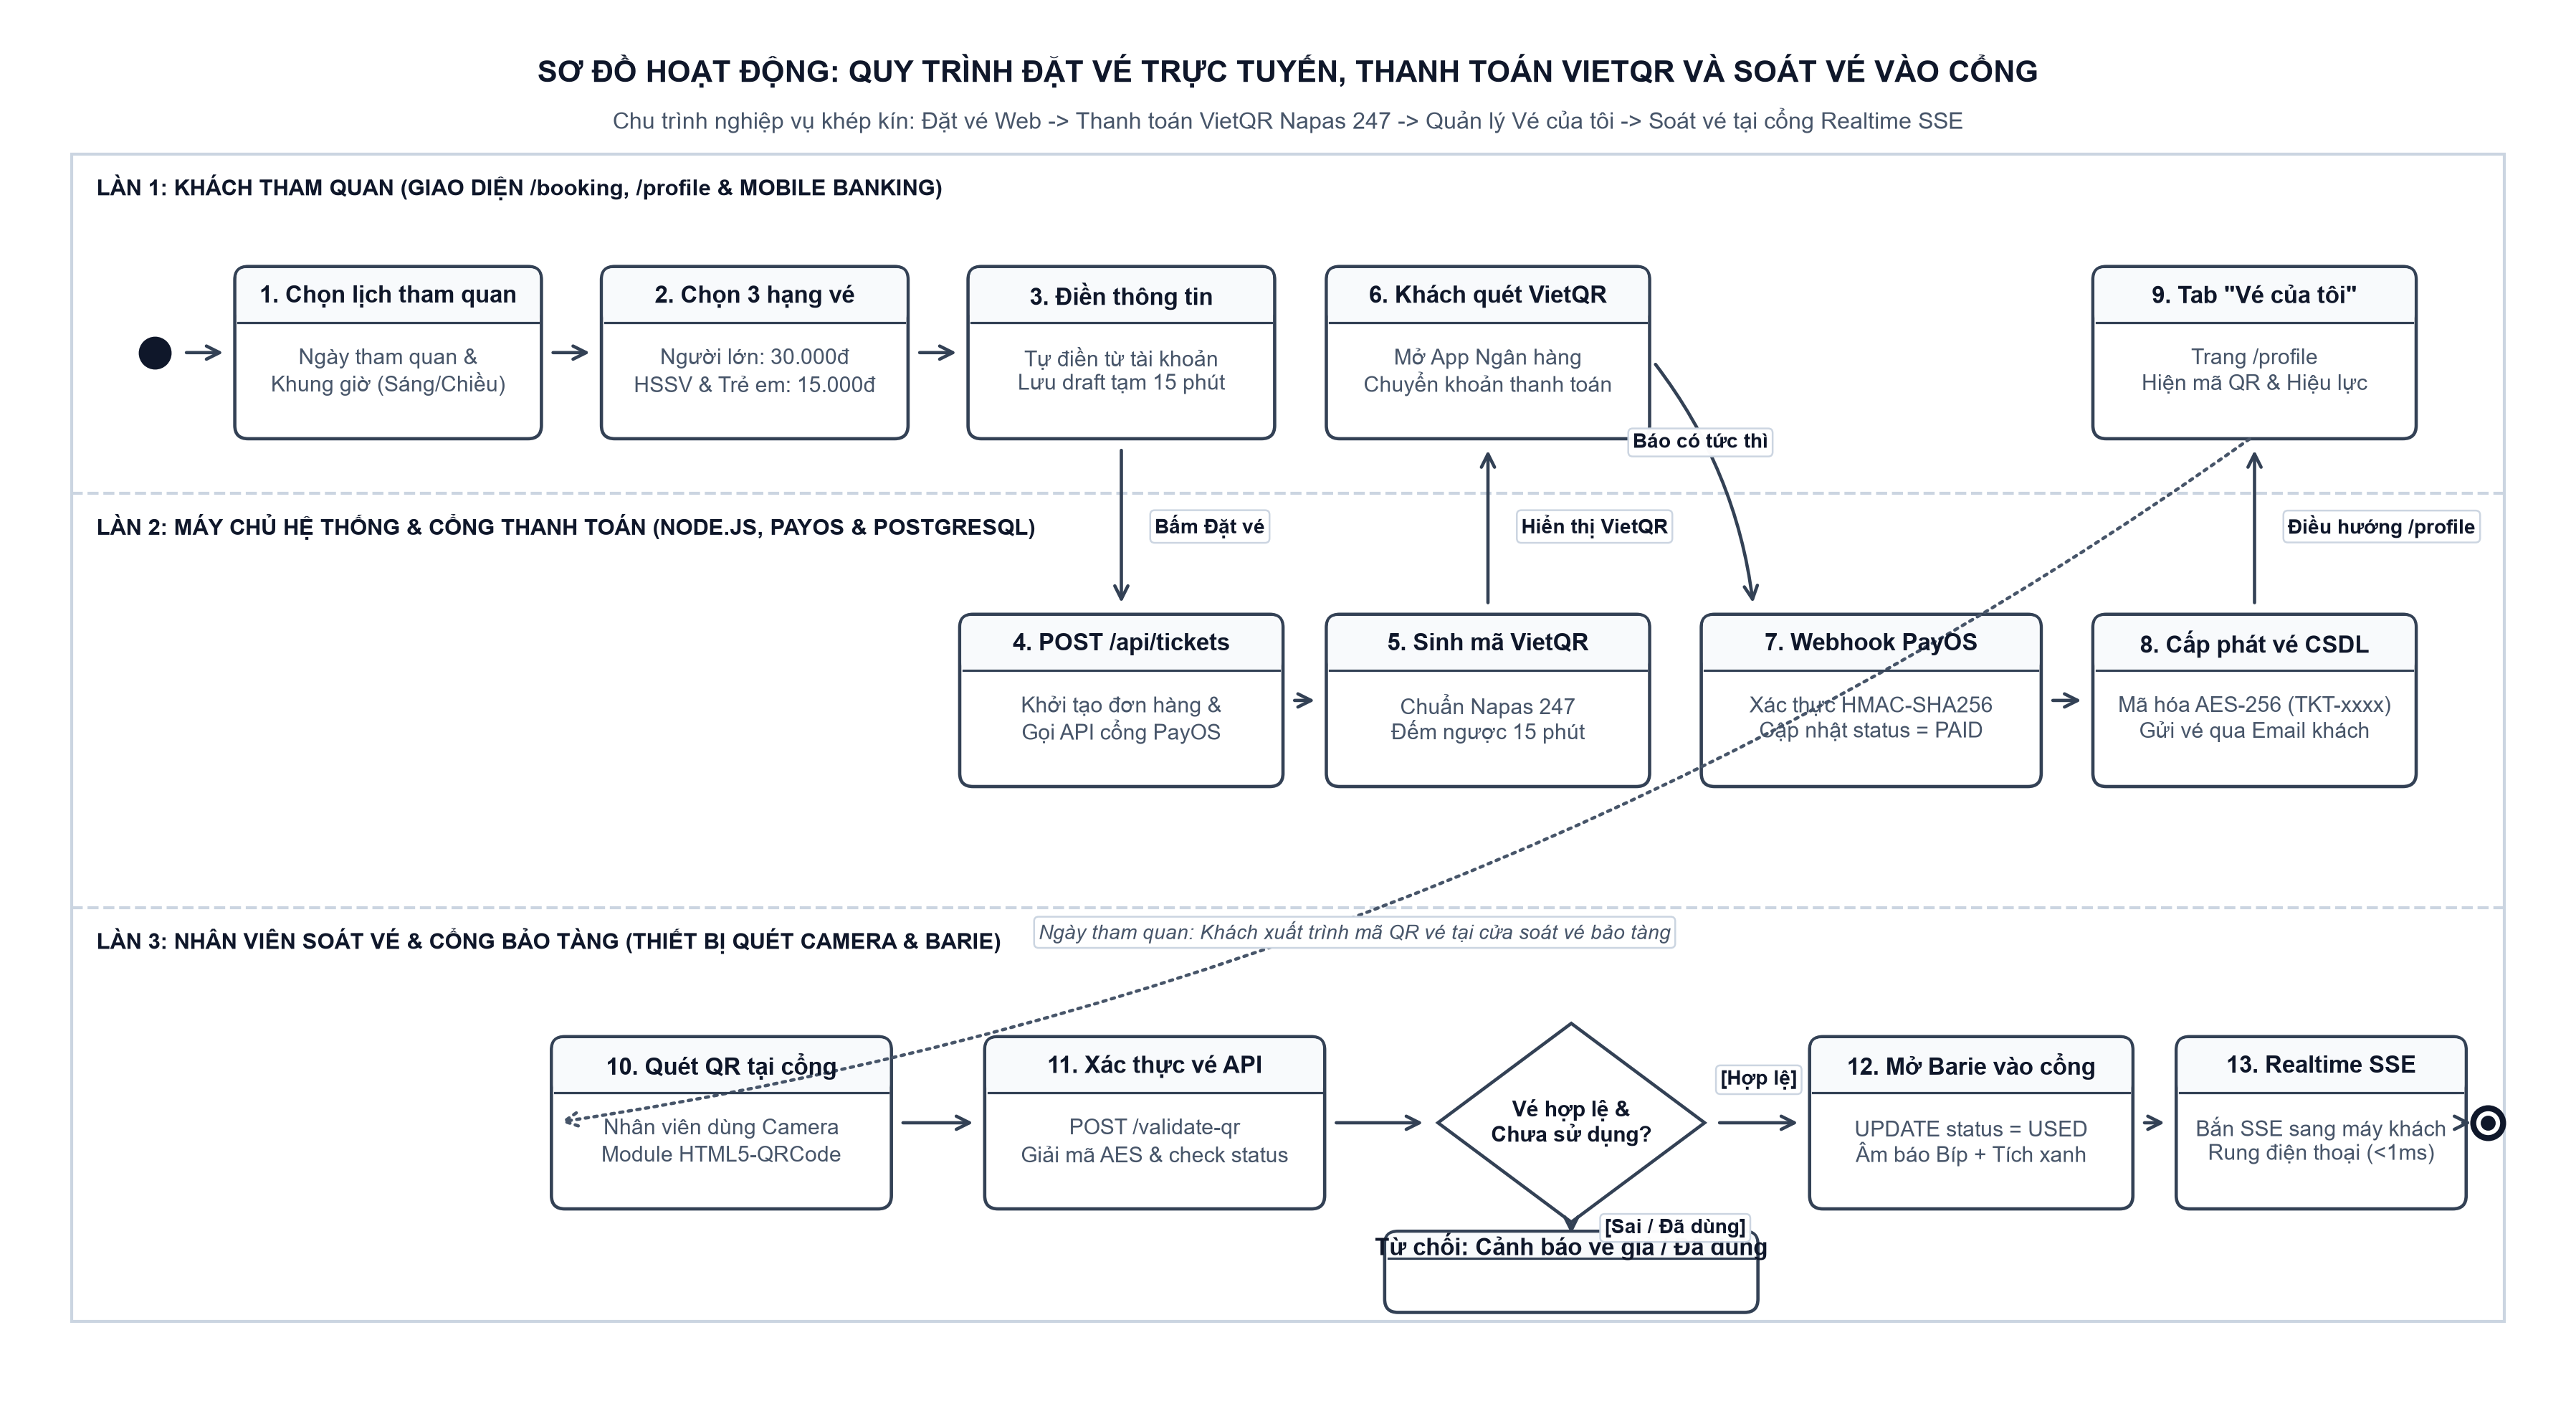 SƠ ĐỒ HOẠT ĐỘNG: QUY TRÌNH ĐẶT VÉ TRỰC TUYẾN, THANH TOÁN VIETQR VÀ SOÁT VÉ VÀO CỔNG
Chu trình nghiệp vụ khép kín: Đặt vé Web -> Thanh toán VietQR Napas 247 -> Quản lý Vé của tôi -> Soát vé tại cổng Realtime SSE
LÀN 1: KHÁCH THAM QUAN (GIAO DIỆN /booking, /profile & MOBILE BANKING)
1. Chọn lịch tham quan
Ngày tham quan &
Khung giờ (Sáng/Chiều)
2. Chọn 3 hạng vé
Người lớn: 30.000đ
HSSV & Trẻ em: 15.000đ
3. Điền thông tin
Tự điền từ tài khoản
Lưu draft tạm 15 phút
6. Khách quét VietQR
Mở App Ngân hàng
Chuyển khoản thanh toán
9. Tab "Vé của tôi"
Trang /profile
Hiện mã QR & Hiệu lực
Báo có tức thì
LÀN 2: MÁY CHỦ HỆ THỐNG & CỔNG THANH TOÁN (NODE.JS, PAYOS & POSTGRESQL)
Bấm Đặt vé
Hiển thị VietQR
Điều hướng /profile
4. POST /api/tickets
Khởi tạo đơn hàng &
Gọi API cổng PayOS
5. Sinh mã VietQR
Chuẩn Napas 247
Đếm ngược 15 phút
7. Webhook PayOS
Xác thực HMAC-SHA256
Cập nhật status = PAID
8. Cấp phát vé CSDL
Mã hóa AES-256 (TKT-xxxx)
Gửi vé qua Email khách
LÀN 3: NHÂN VIÊN SOÁT VÉ & CỔNG BẢO TÀNG (THIẾT BỊ QUÉT CAMERA & BARIE)
Ngày tham quan: Khách xuất trình mã QR vé tại cửa soát vé bảo tàng
10. Quét QR tại cổng
Nhân viên dùng Camera
Module HTML5-QRCode
11. Xác thực vé API
POST /validate-qr
Giải mã AES & check status
Vé hợp lệ &
Chưa sử dụng?
[Hợp lệ]
12. Mở Barie vào cổng
UPDATE status = USED
Âm báo Bíp + Tích xanh
13. Realtime SSE
Bắn SSE sang máy khách
Rung điện thoại (<1ms)
[Sai / Đã dùng]
Từ chối: Cảnh báo vé giả / Đã dùng